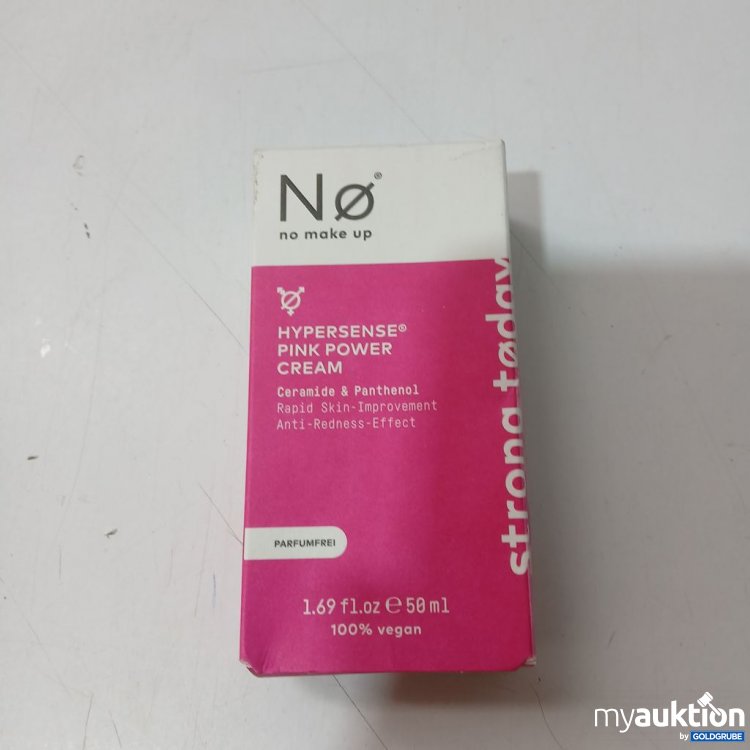 Nø®
no make up
HYPERSENSE®
PINK POWER
CREAM
Ceramide & Panthenol
Rapid Skin-Improvement
Anti-Redness-Effect
PARFUMFREI
1.69 fl.oz ℮ 50 ml
100% vegan
strong tøday
myauktion
by GOLDGRUBE